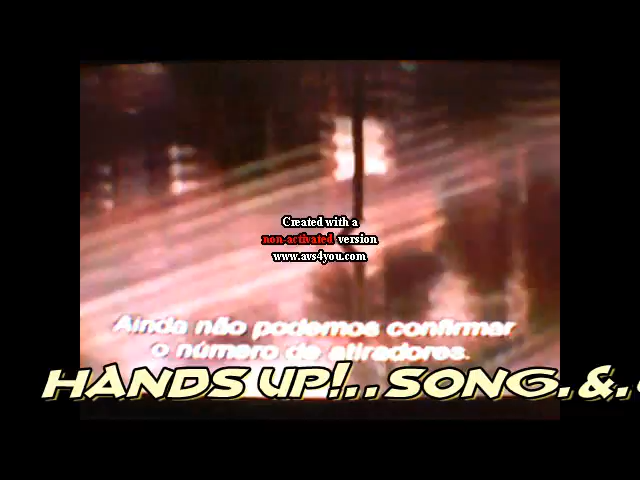 Created with a
non-activated version
www.avs4you.com
Ainda não podemos confirmar
o número de atiradores.
HANDS UP!..SONG.&.